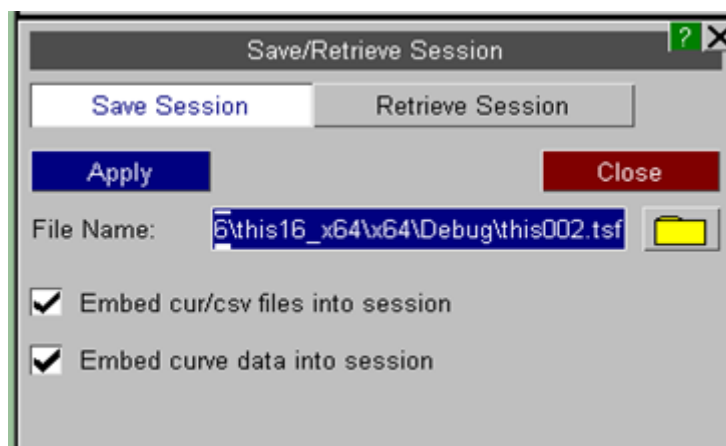 Save/Retrieve Session ? X
Save Session Retrieve Session
Apply Close
File Name: 6\this16_x64\x64\Debug\this002.tsf
Embed cur/csv files into session
Embed curve data into session